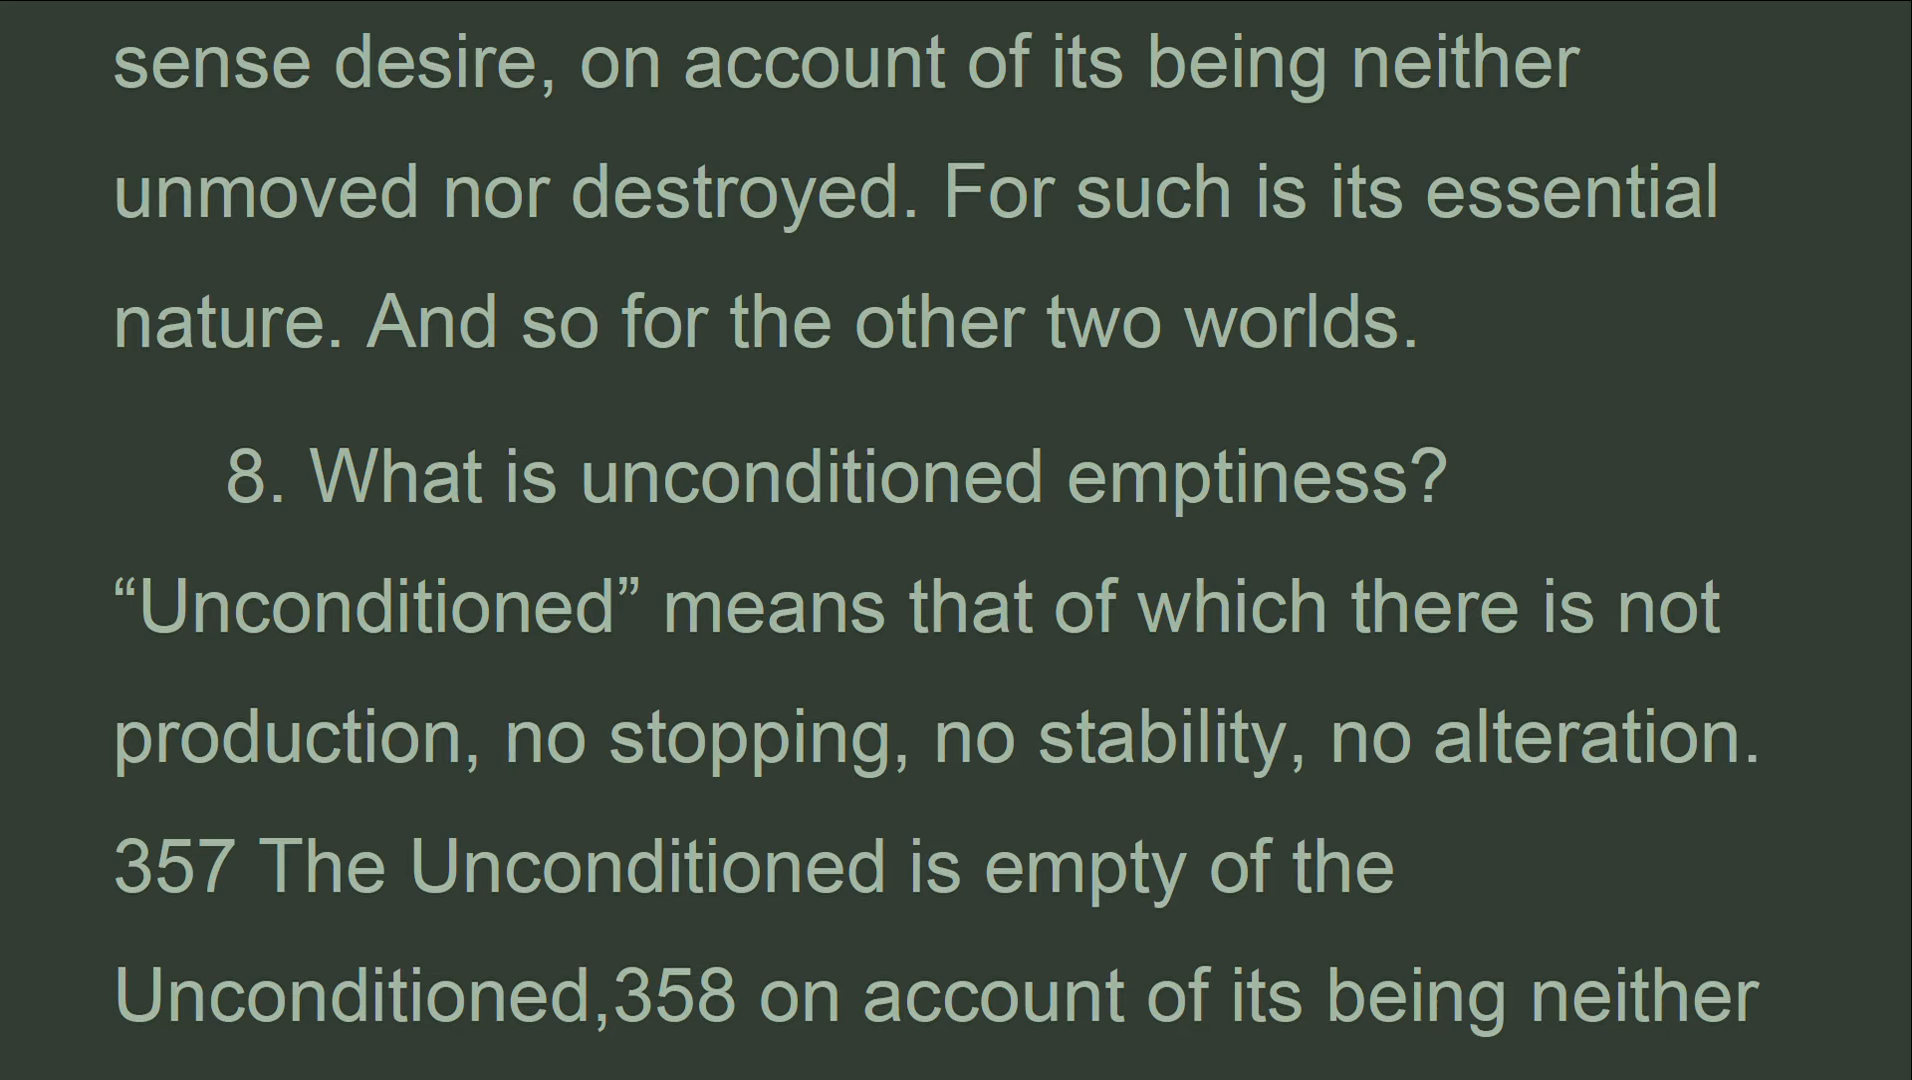 sense desire, on account of its being neither
unmoved nor destroyed. For such is its essential
nature. And so for the other two worlds.
8. What is unconditioned emptiness?
“Unconditioned” means that of which there is not
production, no stopping, no stability, no alteration.
357 The Unconditioned is empty of the
Unconditioned,358 on account of its being neither